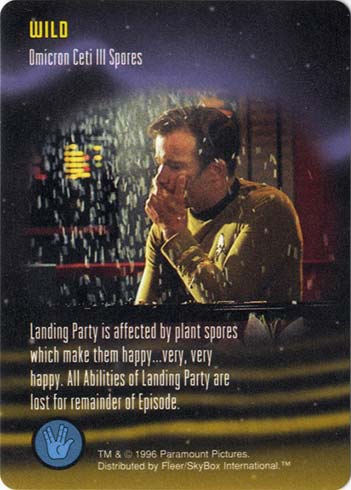 WILD
Omicron Ceti III Spores
Landing Party is affected by plant spores
which make them happy...very, very
happy. All Abilities of Landing Party are
lost for remainder of Episode.
TM & © 1996 Paramount Pictures.
Distributed by Fleer/SkyBox International.™